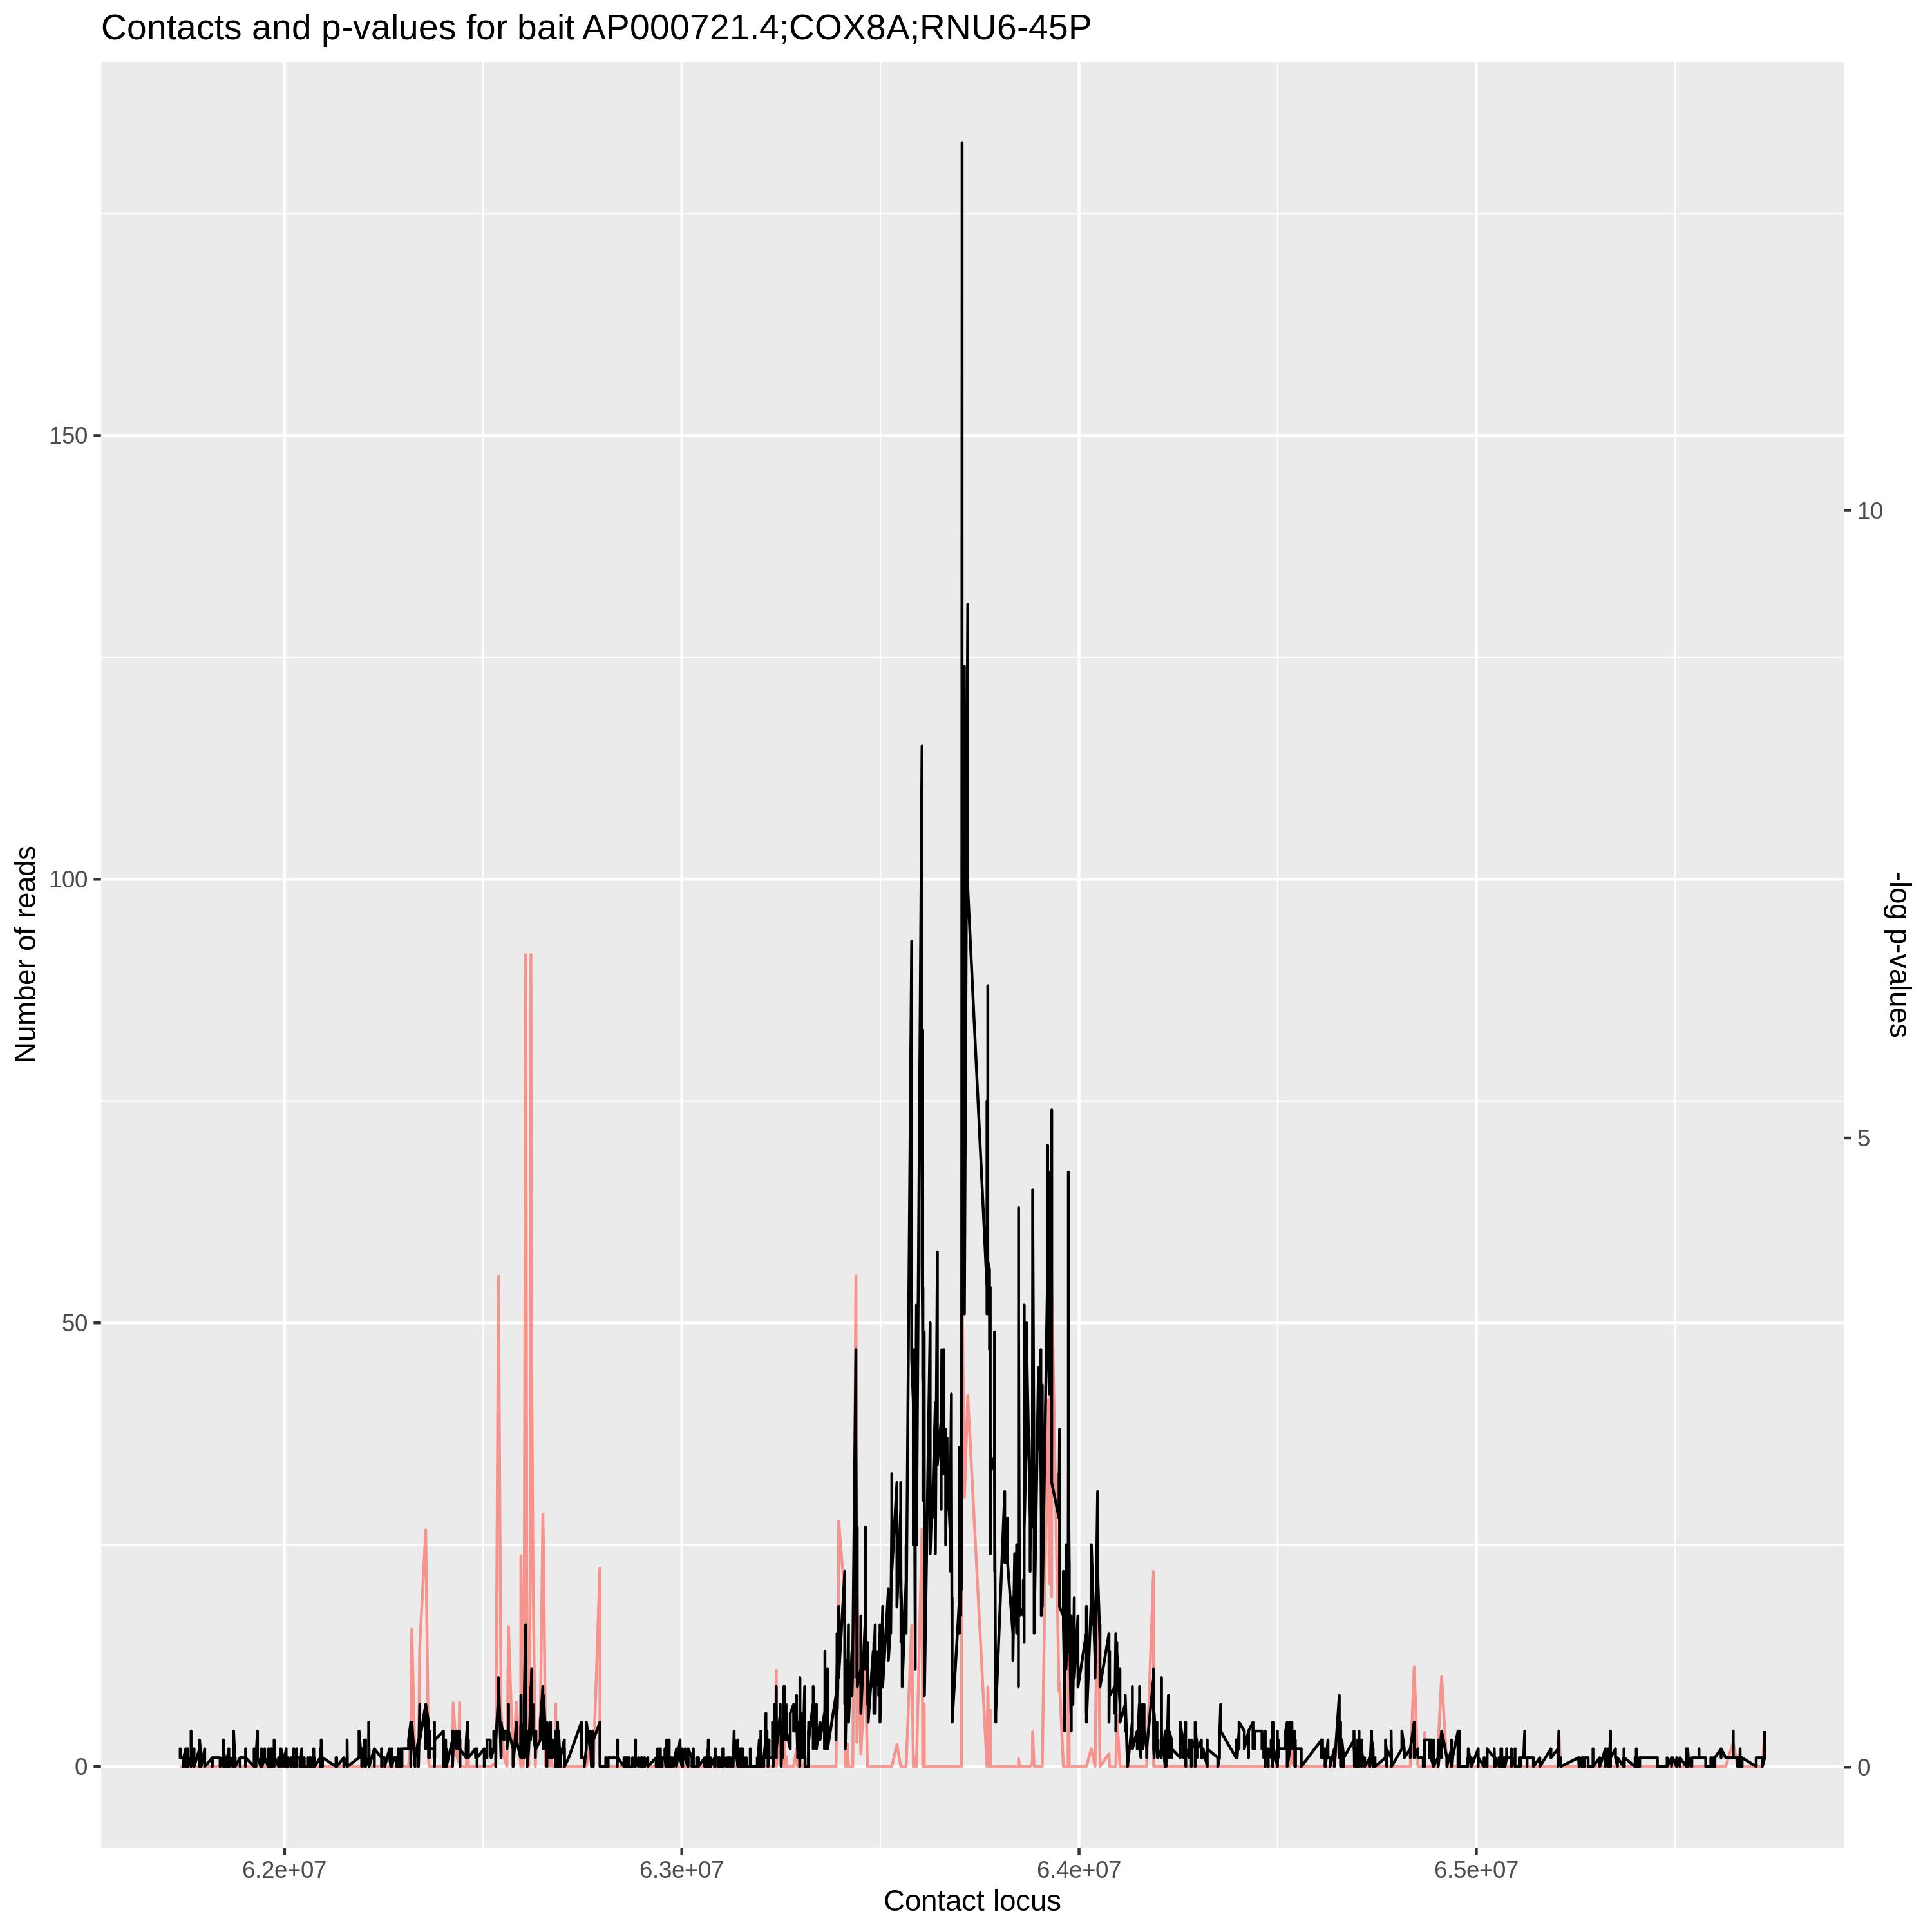 Contacts and p-values for bait AP000721.4;COX8A;RNU6-45P
150
100
50
0
Number of reads
10
5
0
-log p-values
6.2e+07 6.3e+07 6.4e+07 6.5e+07
Contact locus